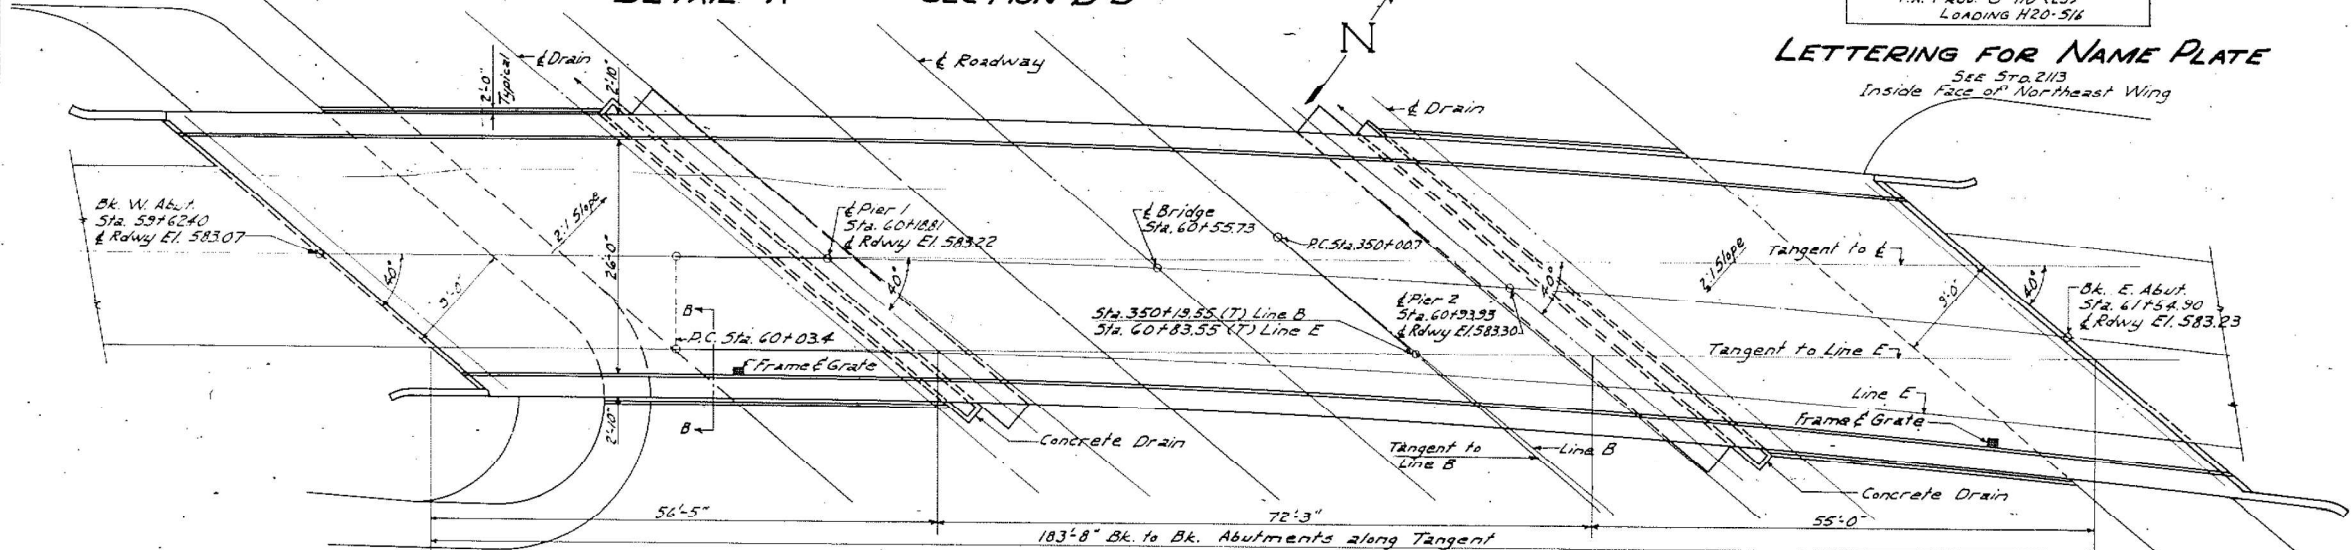 SECTION B-B
LOADING H20-S16
LETTERING FOR NAME PLATE
SEE STD. 2113
Inside Face of Northeast Wing
N
℄ Drain
2'-0"
Typical
2'-10"
℄ Roadway
℄ Drain
Bk. W. Abut.
Sta. 59+62.40
℄ Rdwy El. 583.07
40°
9'-0"
2:1 Slope
26'-0"
℄ Pier 1
Sta. 60+18.81
℄ Rdwy El. 583.22
40°
℄ Bridge
Sta. 60+55.73
P.C. Sta. 350+00.7
B
P.C. Sta. 60+03.4
Frame & Grate
B
2'-10"
Concrete Drain
Sta. 350+19.55 (T) Line B
Sta. 60+83.55 (T) Line E
℄ Pier 2
Sta. 60+93.93
℄ Rdwy El. 583.30
40°
2:1 Slope
Tangent to ℄
9'-0"
40°
Bk. E. Abut.
Sta. 61+54.90
℄ Rdwy El. 583.23
Tangent to Line E
Line E
Frame & Grate
Tangent to
Line B
Line B
Concrete Drain
72'-3"
55'-0"
183'-8" Bk. to Bk. Abutments along Tangent